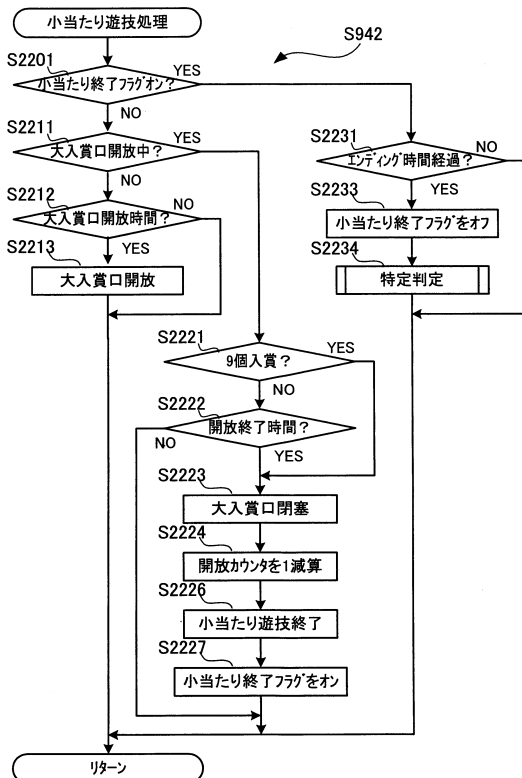 小当たり遊技処理
S942
S2201
小当たり終了フラグオン？
YES
NO
S2211
大入賞口開放中？
YES
NO
S2212
大入賞口開放時間？
NO
YES
S2213
大入賞口開放
S2231
エンディング時間経過？
NO
YES
S2233
小当たり終了フラグをオフ
S2234
特定判定
S2221
9個入賞？
YES
NO
S2222
開放終了時間？
NO
YES
S2223
大入賞口閉塞
S2224
開放カウンタを1減算
S2226
小当たり遊技終了
S2227
小当たり終了フラグをオン
リターン